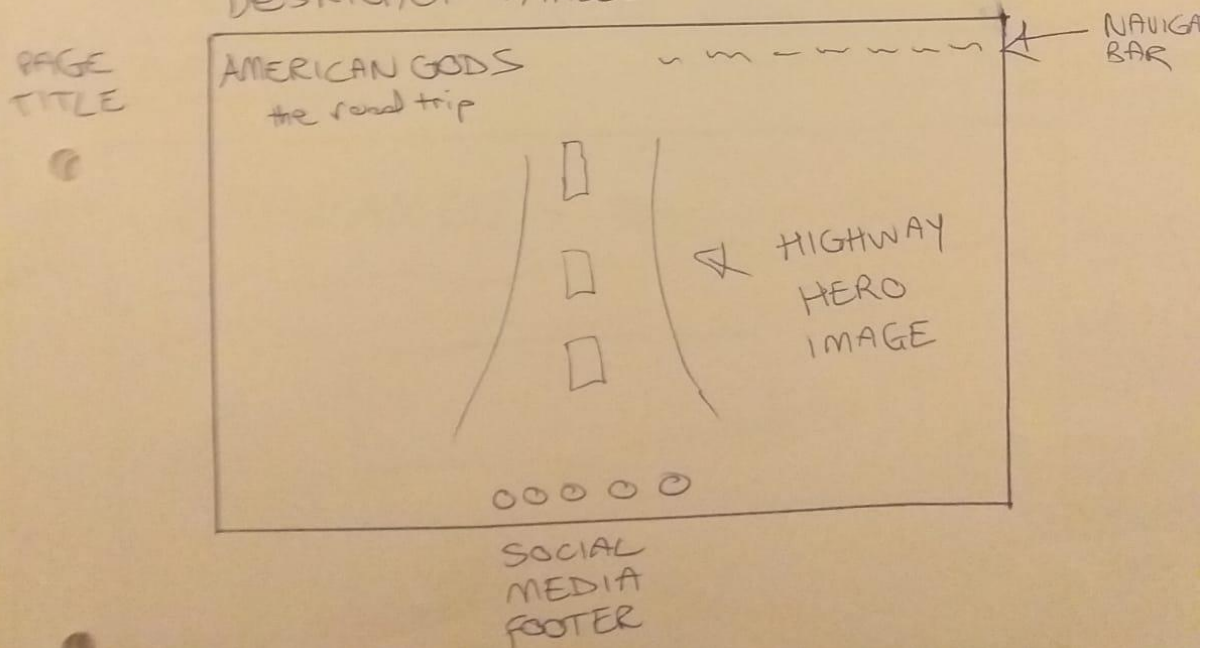 PAGE
TITLE
AMERICAN GODS
the road trip
NAVIGA
BAR
HIGHWAY
HERO
IMAGE
SOCIAL
MEDIA
FOOTER